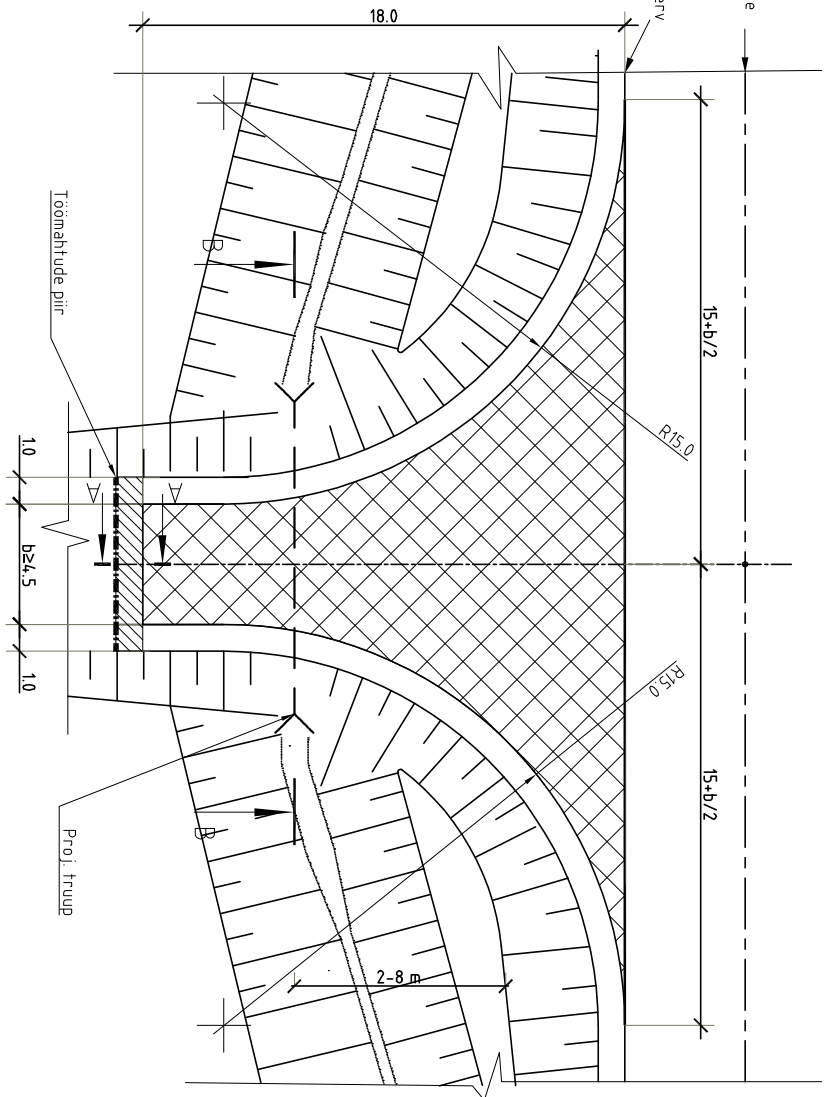 18.0
15+b/2
R15.0
B
Töömahtude piir
1.0
A
A
b≥4.5
1.0
R15.0
15+b/2
B
Proj. truup
2-8 m